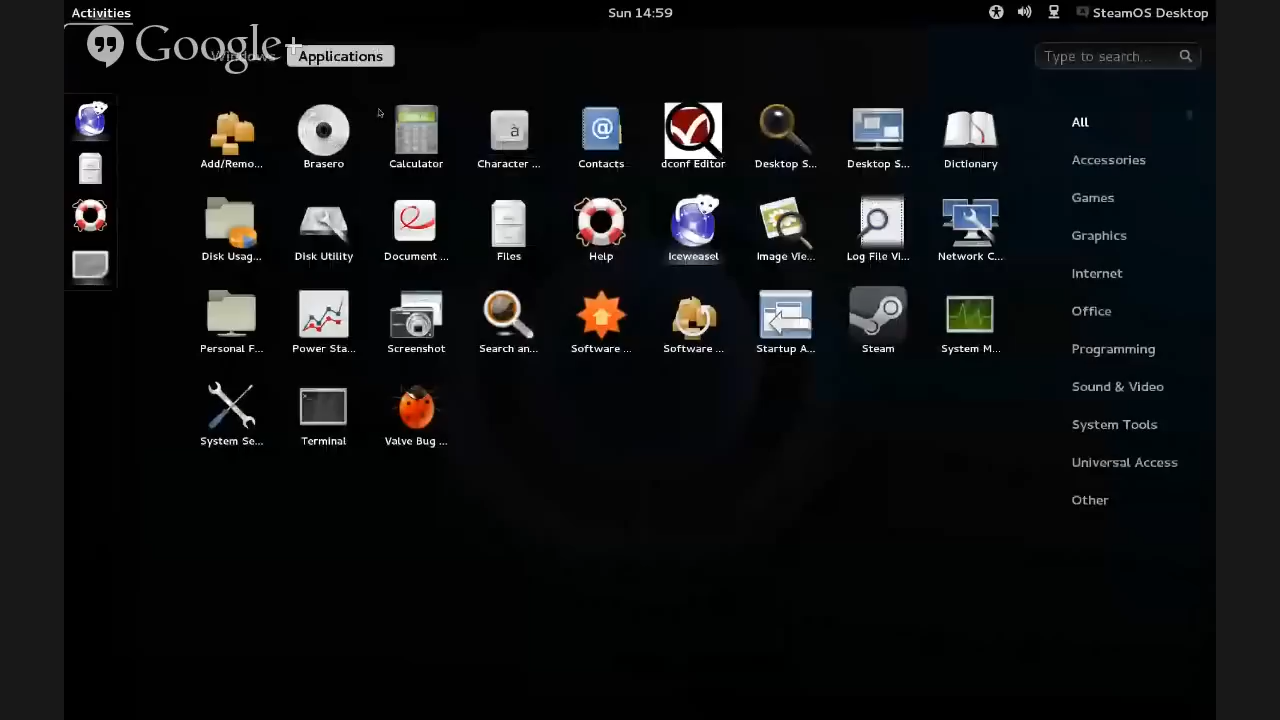 Activities
Sun 14:59
SteamOS Desktop
Google+
Windows
Applications
Type to search...
Add/Remo...
Brasero
Calculator
Character ...
Contacts
dconf Editor
Desktop S...
Desktop S...
Dictionary
All
Accessories
Games
Graphics
Internet
Office
Programming
Sound & Video
System Tools
Universal Access
Other
Disk Usag...
Disk Utility
Document ...
Files
Help
Iceweasel
Image Vie...
Log File Vi...
Network C...
Personal F...
Power Sta...
Screenshot
Search an...
Software ...
Software ...
Startup A...
Steam
System M...
System Se...
Terminal
Valve Bug ...